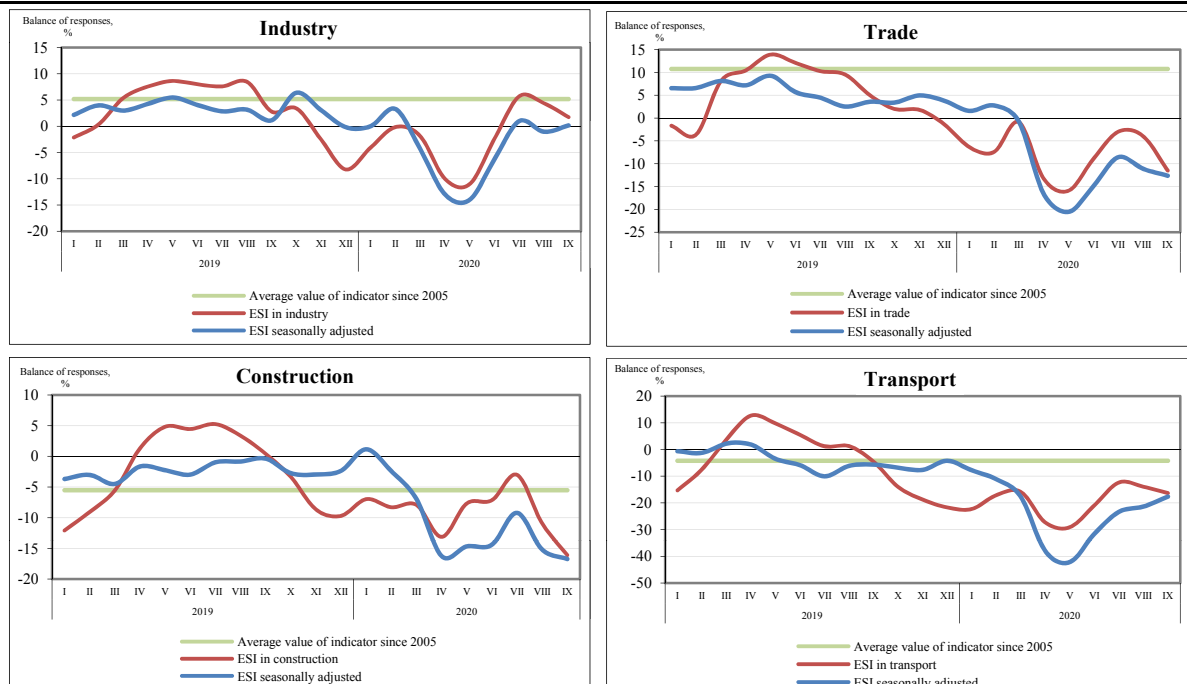 Balance of responses,
%
Industry
15
10
5
0
-5
-10
-15
-20
I II III IV V VI VII VIII IX X XI XII I II III IV V VI VII VIII IX
2019 2020
Average value of indicator since 2005
ESI in industry
ESI seasonally adjusted
Balance of responses,
%
Trade
15
10
5
0
-5
-10
-15
-20
-25
I II III IV V VI VII VIII IX X XI XII I II III IV V VI VII VIII IX
2019 2020
Average value of indicator since 2005
ESI in trade
ESI seasonally adjusted
Balance of responses,
%
Construction
10
5
0
-5
-10
-15
-20
I II III IV V VI VII VIII IX X XI XII I II III IV V VI VII VIII IX
2019 2020
Average value of indicator since 2005
ESI in construction
ESI seasonally adjusted
Balance of responses,
%
Transport
20
10
0
-10
-20
-30
-40
-50
I II III IV V VI VII VIII IX X XI XII I II III IV V VI VII VIII IX
2019 2020
Average value of indicator since 2005
ESI in transport
ESI seasonally adjusted